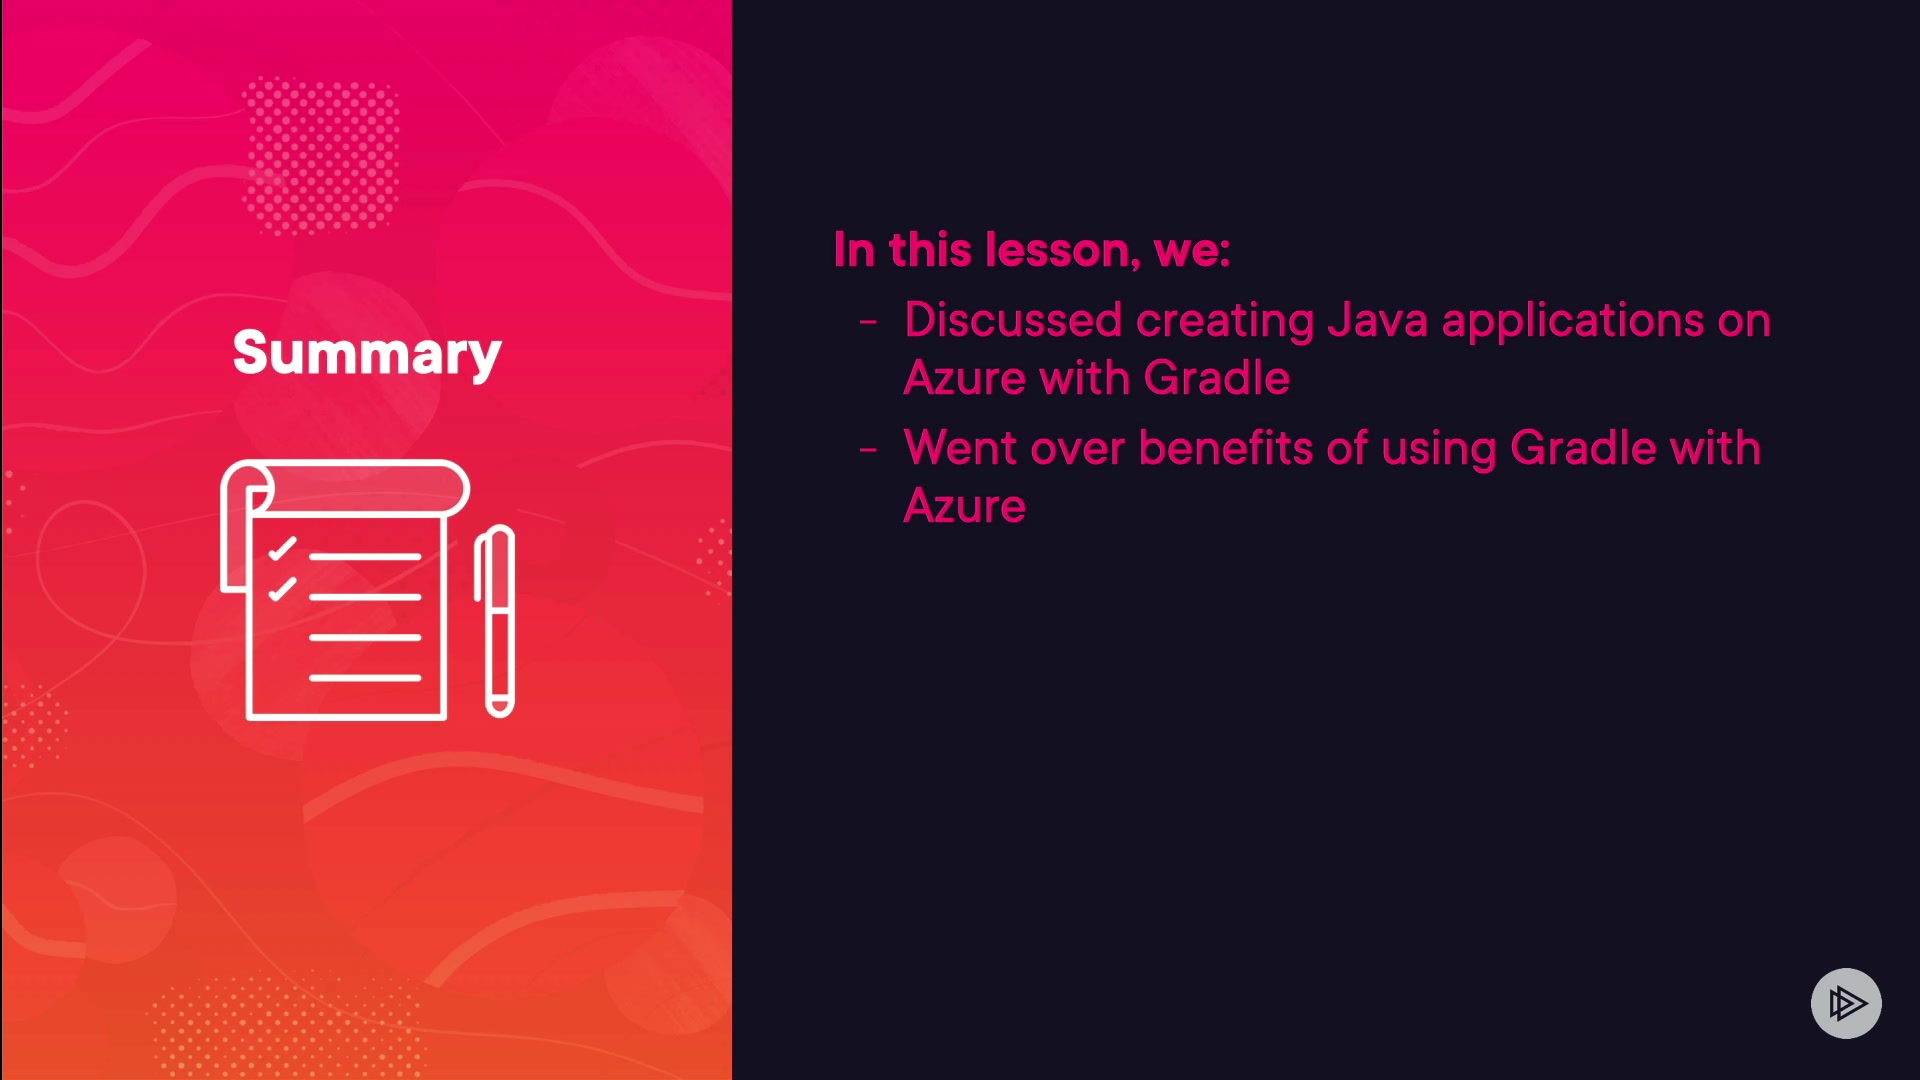 Summary
In this lesson, we:
- Discussed creating Java applications on
Azure with Gradle
- Went over benefits of using Gradle with
Azure